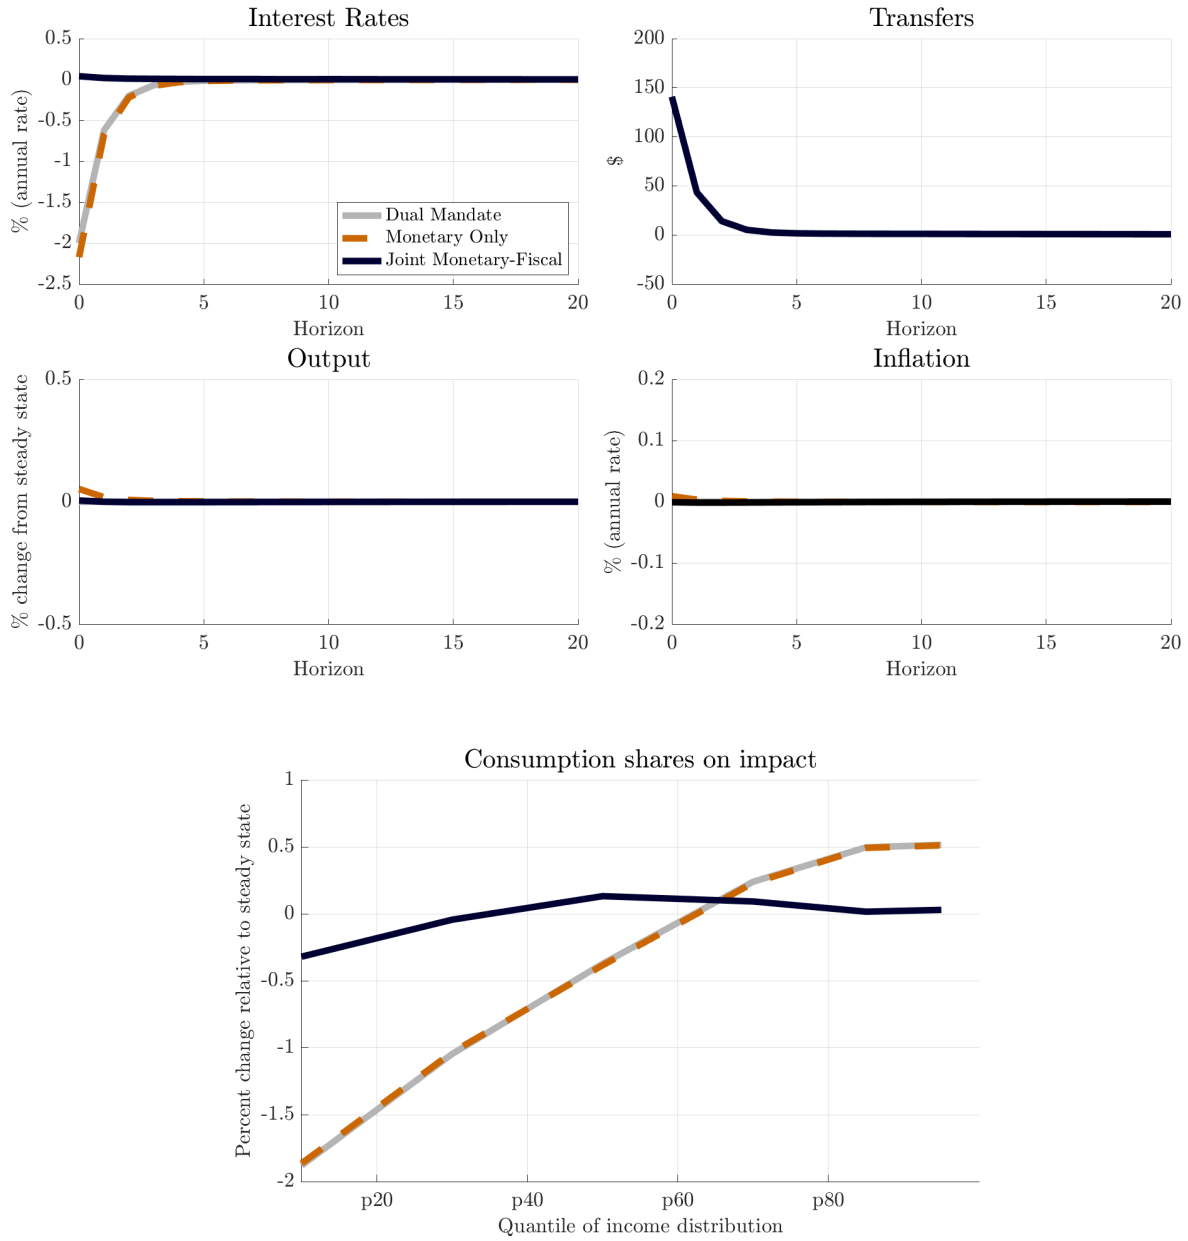 Interest Rates
% (annual rate)
0.5
0
-0.5
-1
-1.5
-2
-2.5
0 5 10 15 20
Horizon
Dual Mandate
Monetary Only
Joint Monetary-Fiscal
Transfers
$
200
150
100
50
0
-50
0 5 10 15 20
Horizon
Output
% change from steady state
0.5
0
-0.5
0 5 10 15 20
Horizon
Inflation
% (annual rate)
0.2
0.1
0
-0.1
-0.2
0 5 10 15 20
Horizon
Consumption shares on impact
Percent change relative to steady state
1
0.5
0
-0.5
-1
-1.5
-2
p20 p40 p60 p80
Quantile of income distribution